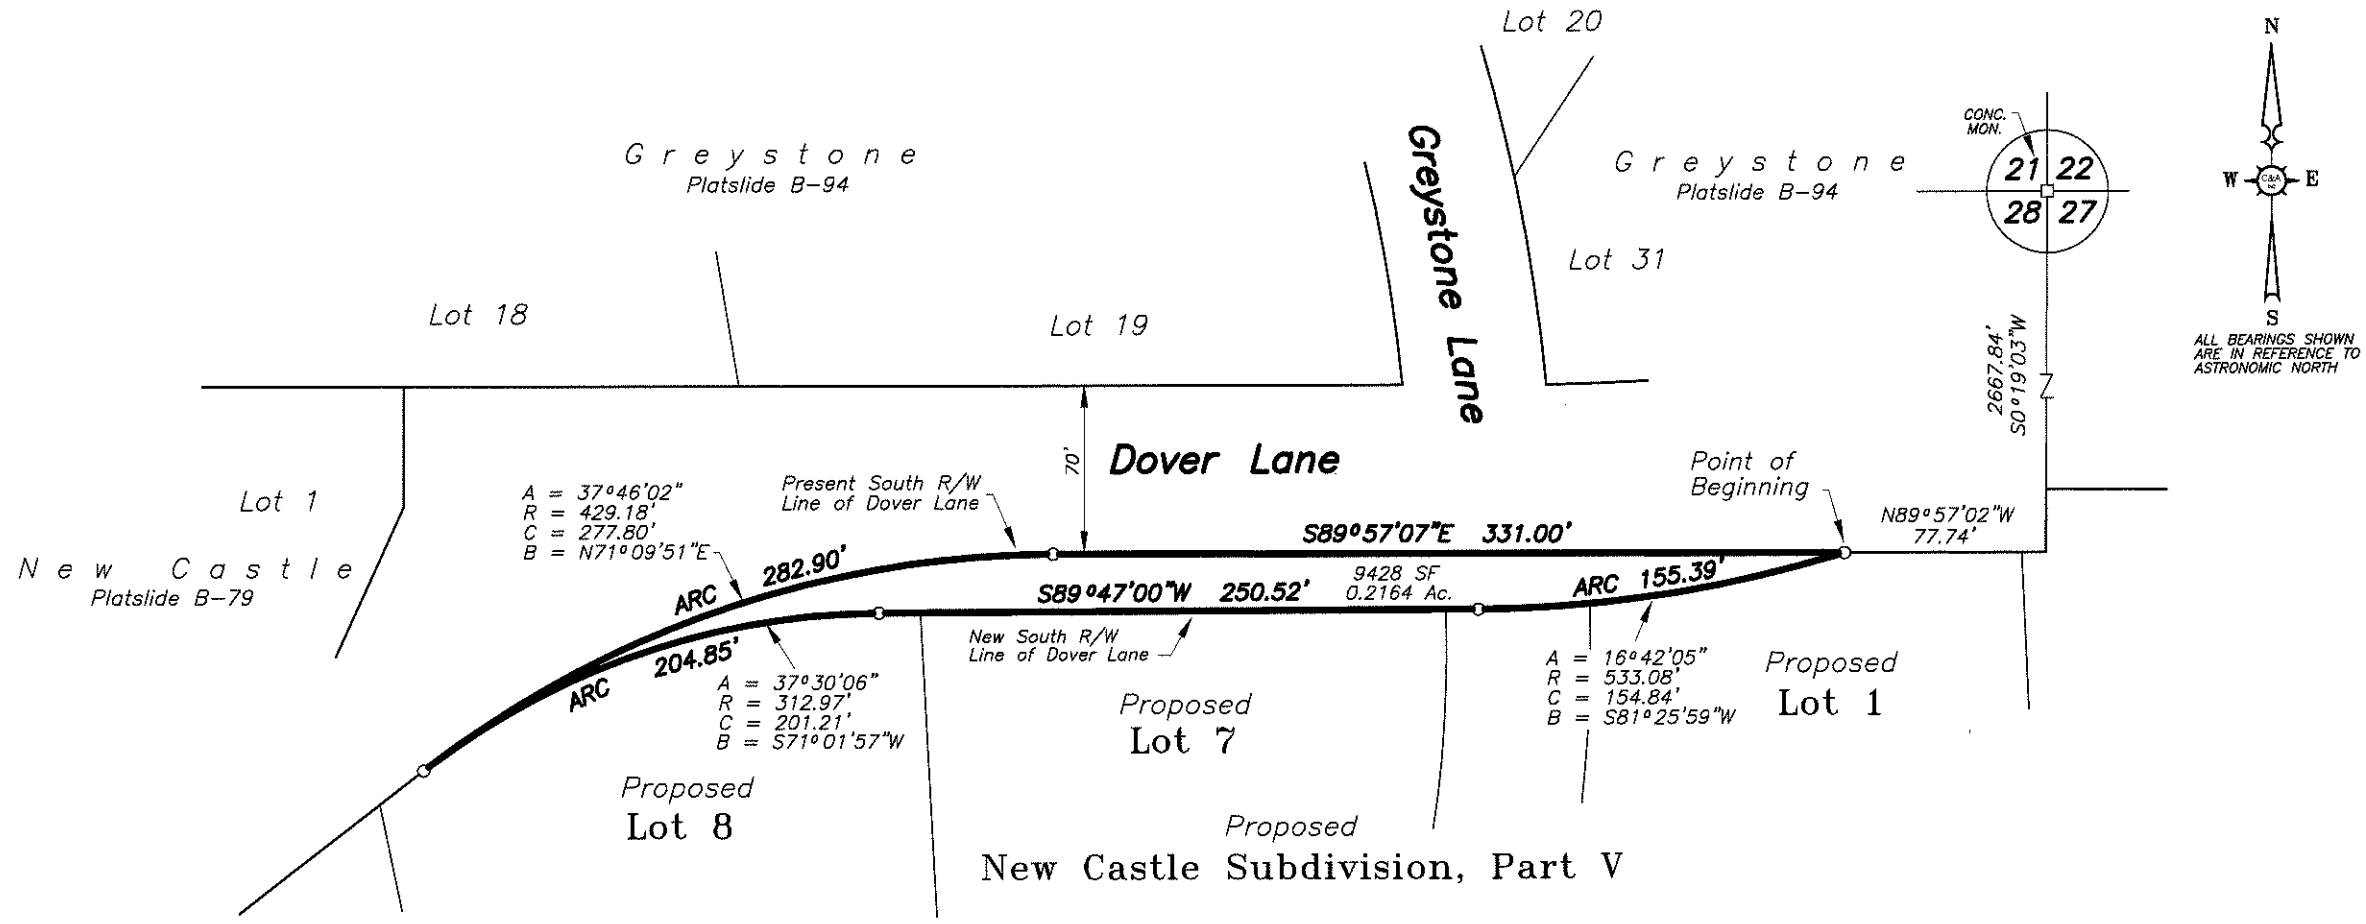 Lot 20
N
W E
S
C&A
ALL BEARINGS SHOWN
ARE IN REFERENCE TO
ASTRONOMIC NORTH
CONC.
MON.
21 22
28 27
2667.84'
S0°19'03"W
Greystone
Platslide B-94
Greystone Lane
Greystone
Platslide B-94
Lot 31
Lot 18
Lot 19
70'
Dover Lane
Point of
Beginning
N89°57'02"W
77.74'
Lot 1
New Castle
Platslide B-79
A = 37°46'02"
R = 429.18'
C = 277.80'
B = N71°09'51"E
Present South R/W
Line of Dover Lane
S89°57'07"E 331.00'
ARC 282.90'
S89°47'00"W 250.52'
9428 SF
0.2164 Ac.
ARC 155.39'
ARC 204.85'
New South R/W
Line of Dover Lane
A = 37°30'06"
R = 312.97'
C = 201.21'
B = S71°01'57"W
A = 16°42'05"
R = 533.08'
C = 154.84'
B = S81°25'59"W
Proposed
Lot 1
Proposed
Lot 7
Proposed
Lot 8
Proposed
New Castle Subdivision, Part V